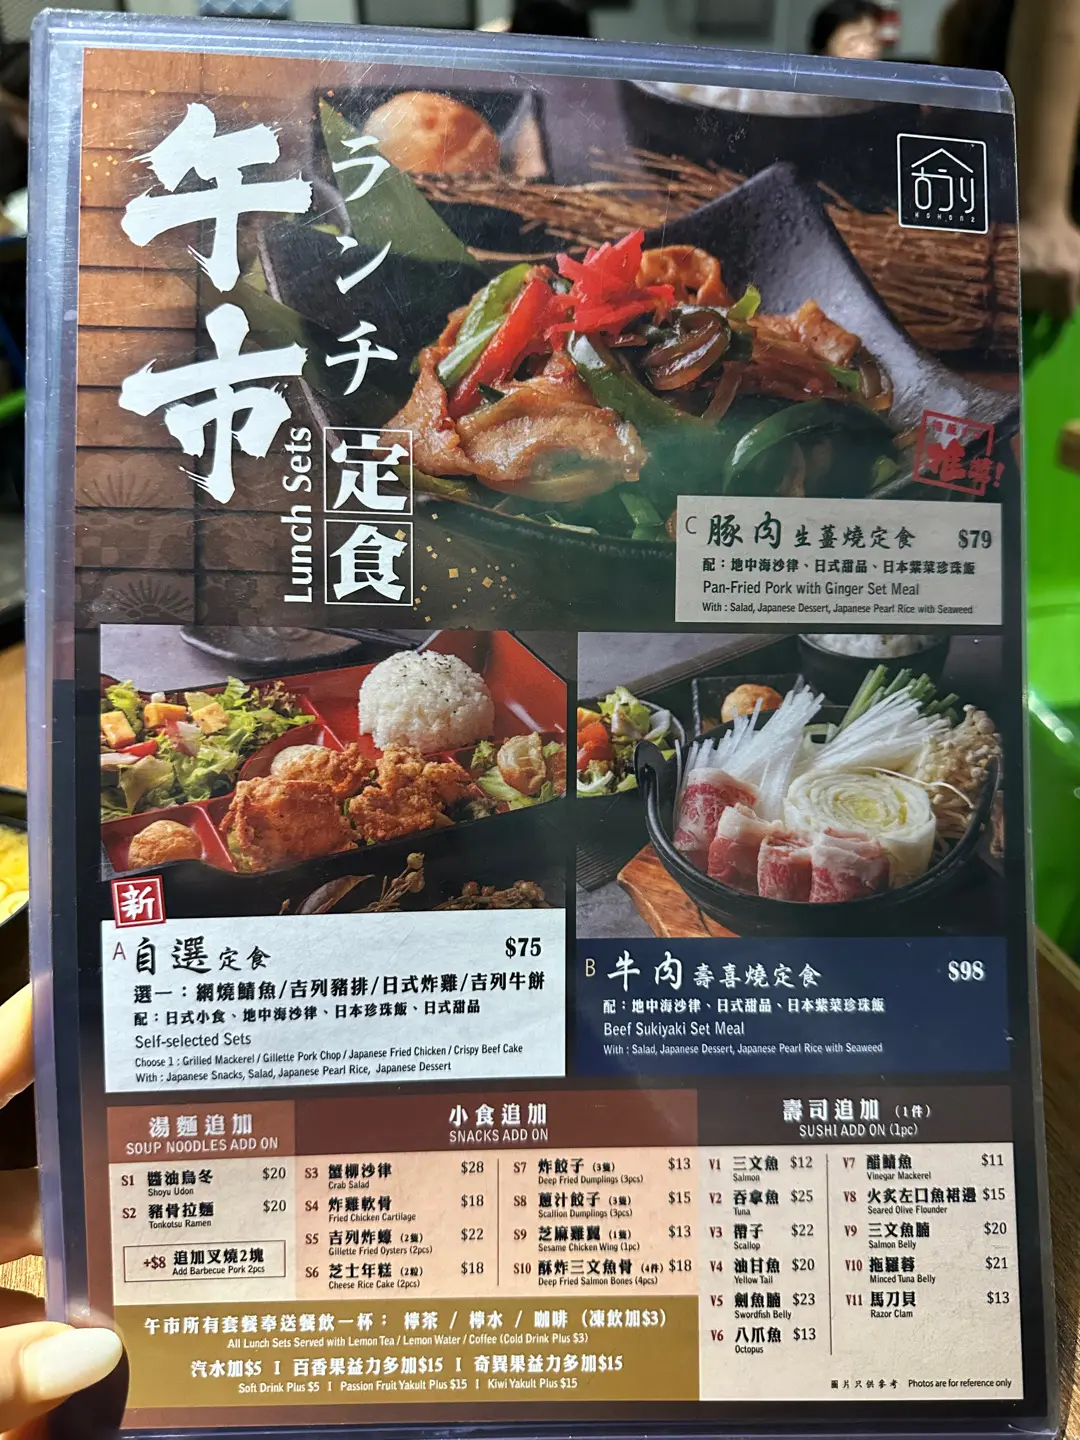 午市
ランチ
定食
Lunch Sets
推薦!
C 豚肉生薑燒定食 $79
配：地中海沙律、日式甜品、日本紫菜珍珠飯
Pan-Fried Pork with Ginger Set Meal
With : Salad, Japanese Dessert, Japanese Pearl Rice with Seaweed
新
A 自選定食 $75
選一：網燒鯖魚/吉列豬排/日式炸雞/吉列牛餅
配：日式小食、地中海沙律、日本珍珠飯、日式甜品
Self-selected Sets
Choose 1 : Grilled Mackerel / Gillette Pork Chop / Japanese Fried Chicken / Crispy Beef Cake
With : Japanese Snacks, Salad, Japanese Pearl Rice, Japanese Dessert
B 牛肉壽喜燒定食 $98
配：地中海沙律、日式甜品、日本紫菜珍珠飯
Beef Sukiyaki Set Meal
With : Salad, Japanese Dessert, Japanese Pearl Rice with Seaweed
湯麵追加
SOUP NOODLES ADD ON
S1 醬油烏冬 $20
Shoyu Udon
S2 豬骨拉麵 $20
Tonkotsu Ramen
+$8 追加叉燒2塊
Add Barbecue Pork 2pcs
小食追加
SNACKS ADD ON
S3 蟹柳沙律 $28
Crab Salad
S4 炸雞軟骨 $18
Fried Chicken Cartilage
S5 吉列炸蠔（2隻） $22
Gillette Fried Oysters (2pcs)
S6 芝士年糕（2粒） $18
Cheese Rice Cake (2pcs)
S7 炸餃子（3隻） $13
Deep Fried Dumplings (3pcs)
S8 蔥汁餃子（3隻） $15
Scallion Dumplings (3pcs)
S9 芝麻雞翼（1隻） $13
Sesame Chicken Wing (1pc)
S10 酥炸三文魚骨（4件） $18
Deep Fried Salmon Bones (4pcs)
壽司追加（1件）
SUSHI ADD ON (1pc)
V1 三文魚 $12
Salmon
V2 吞拿魚 $25
Tuna
V3 帶子 $22
Scallop
V4 油甘魚 $20
Yellow Tail
V5 劍魚腩 $23
Swordfish Belly
V6 八爪魚 $13
Octopus
V7 醋鯖魚 $11
Vinegar Mackerel
V8 火炙左口魚裙邊 $15
Seared Olive Flounder
V9 三文魚腩 $20
Salmon Belly
V10 拖羅蓉 $21
Minced Tuna Belly
V11 馬刀貝 $13
Razor Clam
午市所有套餐奉送餐飲一杯： 檸茶 / 檸水 / 咖啡（凍飲加$3）
All Lunch Sets Served with Lemon Tea / Lemon Water / Coffee (Cold Drink Plus $3)
汽水加$5 I 百香果益力多加$15 I 奇異果益力多加$15
Soft Drink Plus $5 I Passion Fruit Yakult Plus $15 I Kiwi Yakult Plus $15
圖片只供參考 Photos are for reference only